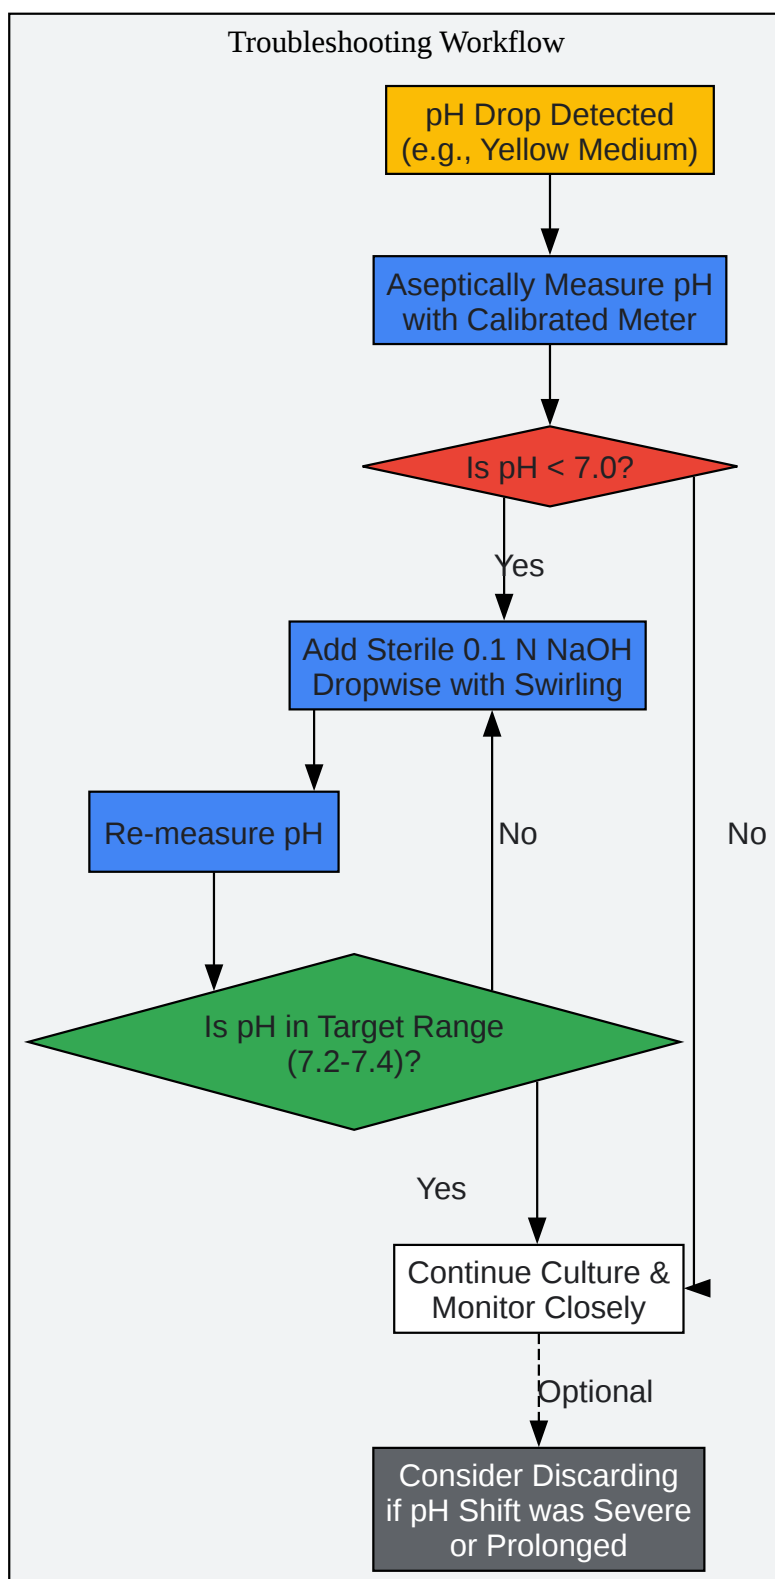 Troubleshooting Workflow
pH Drop Detected
(e.g., Yellow Medium)
Aseptically Measure pH
with Calibrated Meter
Is pH < 7.0?
Yes
Add Sterile 0.1 N NaOH
Dropwise with Swirling
Re-measure pH
No
No
Is pH in Target Range
(7.2-7.4)?
Yes
Continue Culture &
Monitor Closely
Optional
Consider Discarding
if pH Shift was Severe
or Prolonged